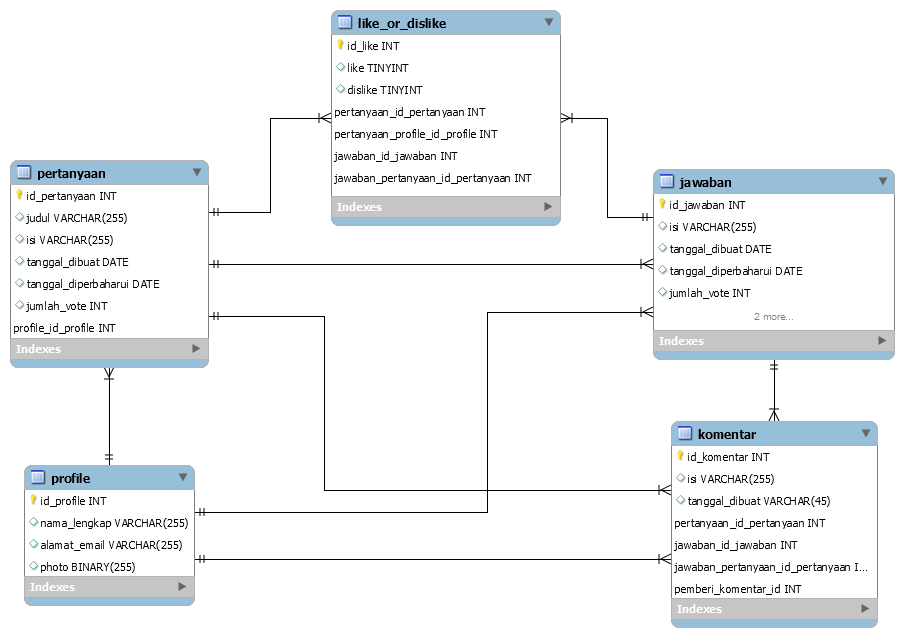 like_or_dislike
id_like INT
like TINYINT
dislike TINYINT
pertanyaan_id_pertanyaan INT
pertanyaan_profile_id_profile INT
jawaban_id_jawaban INT
jawaban_pertanyaan_id_pertanyaan INT
Indexes
pertanyaan
id_pertanyaan INT
judul VARCHAR(255)
isi VARCHAR(255)
tanggal_dibuat DATE
tanggal_diperbaharui DATE
jumlah_vote INT
profile_id_profile INT
Indexes
jawaban
id_jawaban INT
isi VARCHAR(255)
tanggal_dibuat DATE
tanggal_diperbaharui DATE
jumlah_vote INT
2 more...
Indexes
profile
id_profile INT
nama_lengkap VARCHAR(255)
alamat_email VARCHAR(255)
photo BINARY(255)
Indexes
komentar
id_komentar INT
isi VARCHAR(255)
tanggal_dibuat VARCHAR(45)
pertanyaan_id_pertanyaan INT
jawaban_id_jawaban INT
jawaban_pertanyaan_id_pertanyaan I...
pemberi_komentar_id INT
Indexes